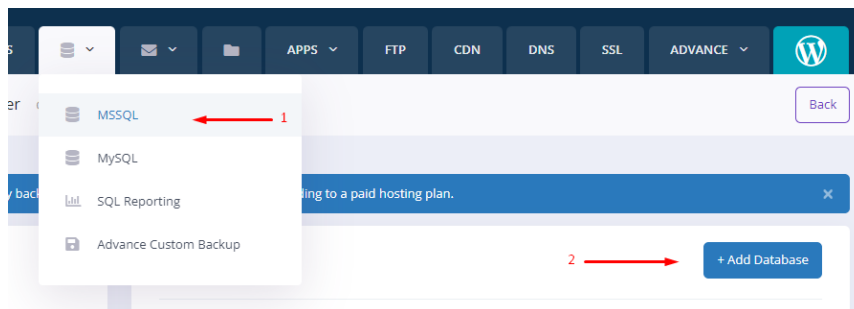 S
APPS
FTP
CDN
DNS
SSL
ADVANCE
er
Back
MSSQL
1
MySQL
y back
ding to a paid hosting plan.
×
SQL Reporting
Advance Custom Backup
2
+ Add Database